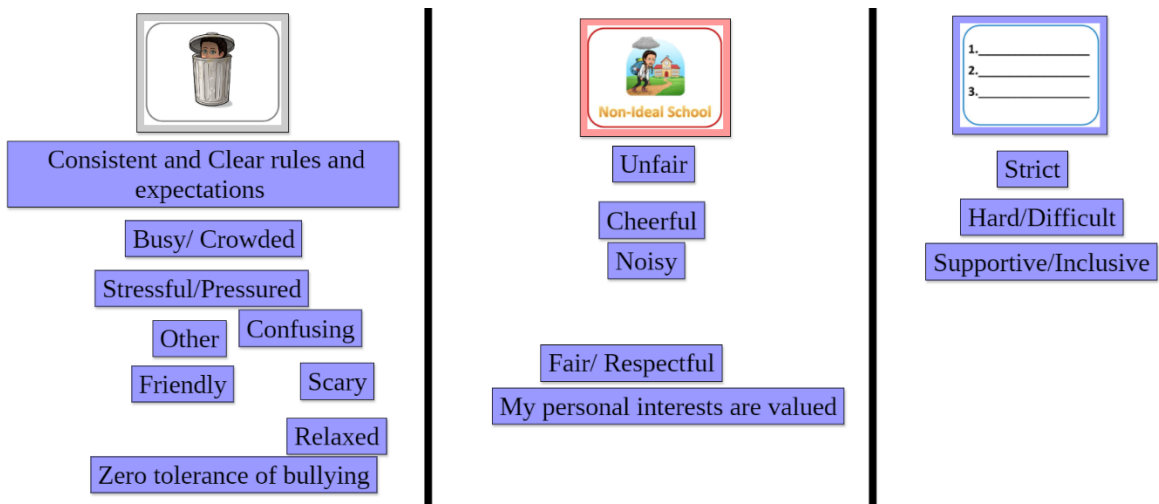 Consistent and Clear rules and
expectations
Busy/ Crowded
Stressful/Pressured
Confusing
Other
Friendly
Scary
Relaxed
Zero tolerance of bullying
Non-Ideal School
Unfair
Cheerful
Noisy
Fair/ Respectful
My personal interests are valued
1.
2.
3.
Strict
Hard/Difficult
Supportive/Inclusive